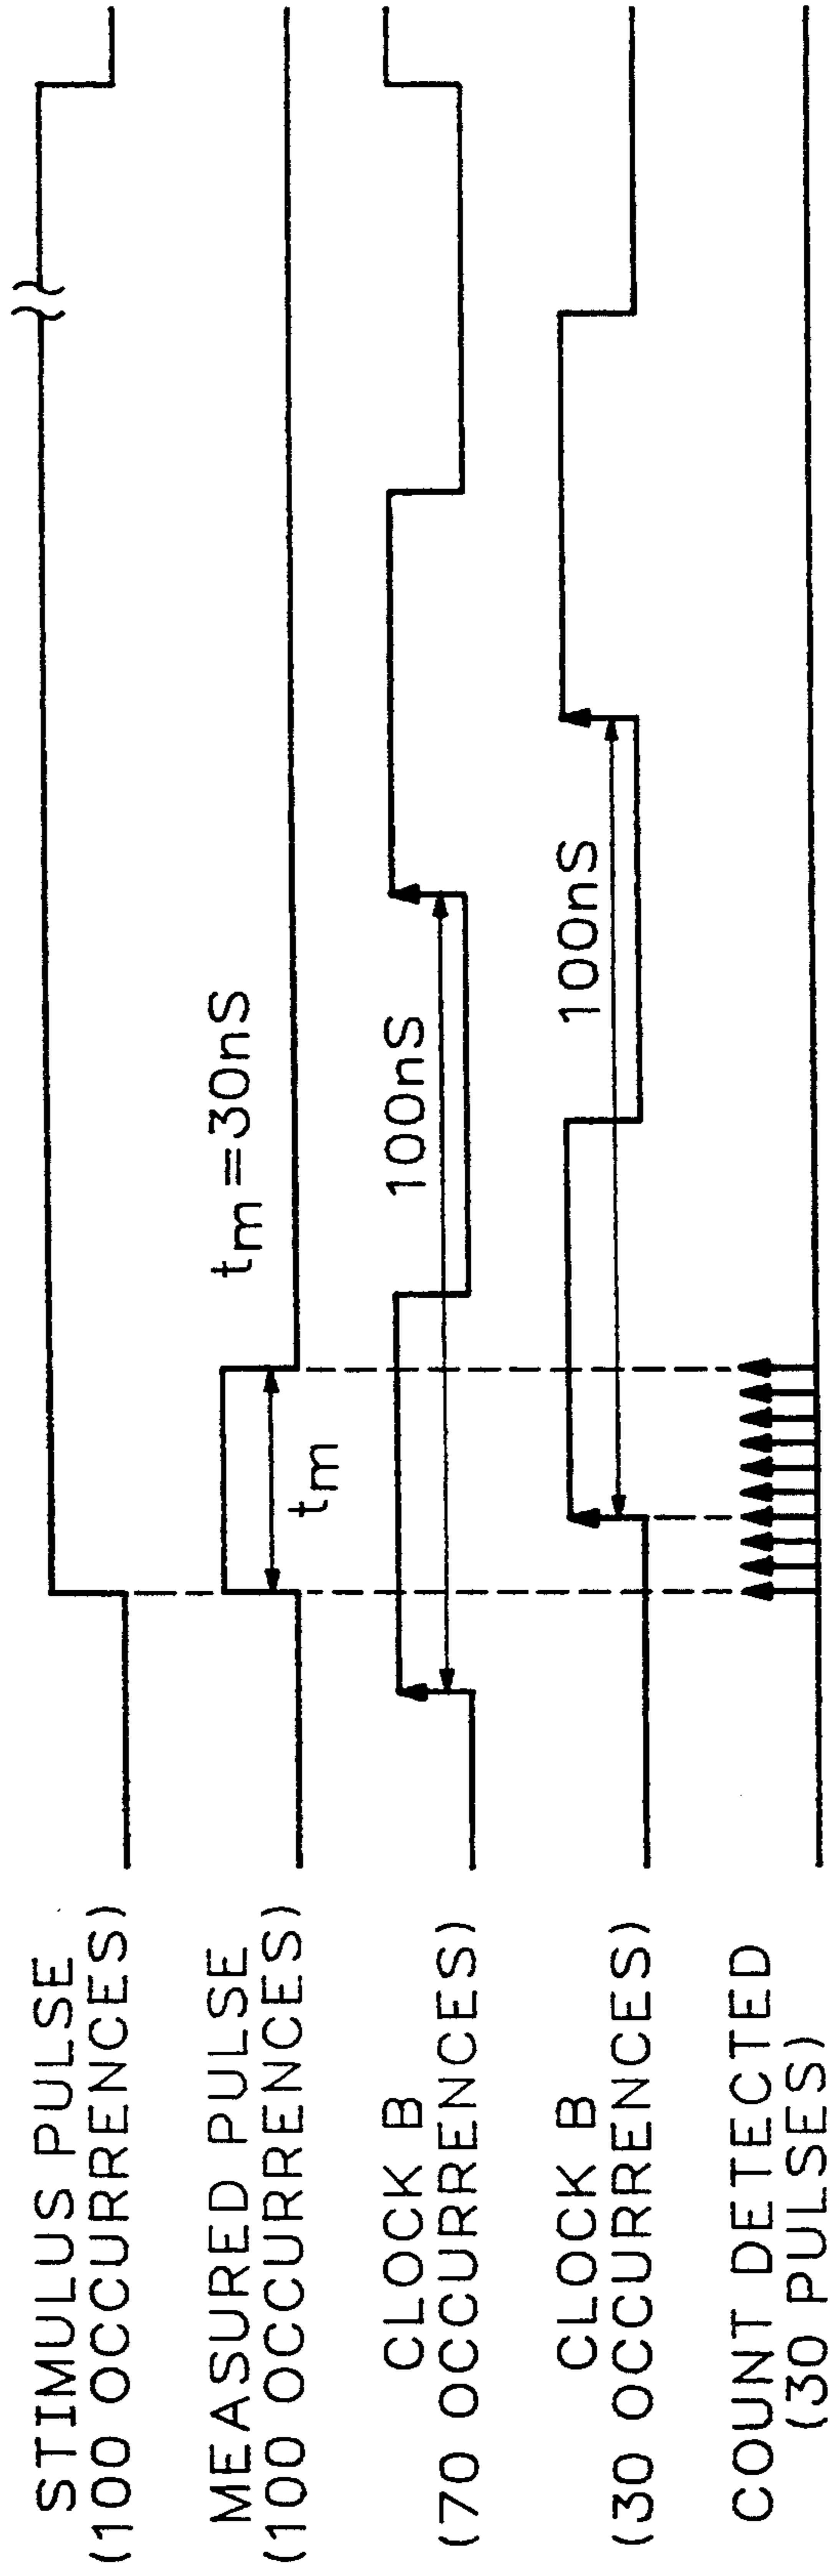 STIMULUS PULSE
(100 OCCURRENCES)
MEASURED PULSE
(100 OCCURRENCES)
tm=30nS
tm
CLOCK B
(70 OCCURRENCES)
100nS
CLOCK B
(30 OCCURRENCES)
100nS
COUNT DETECTED
(30 PULSES)